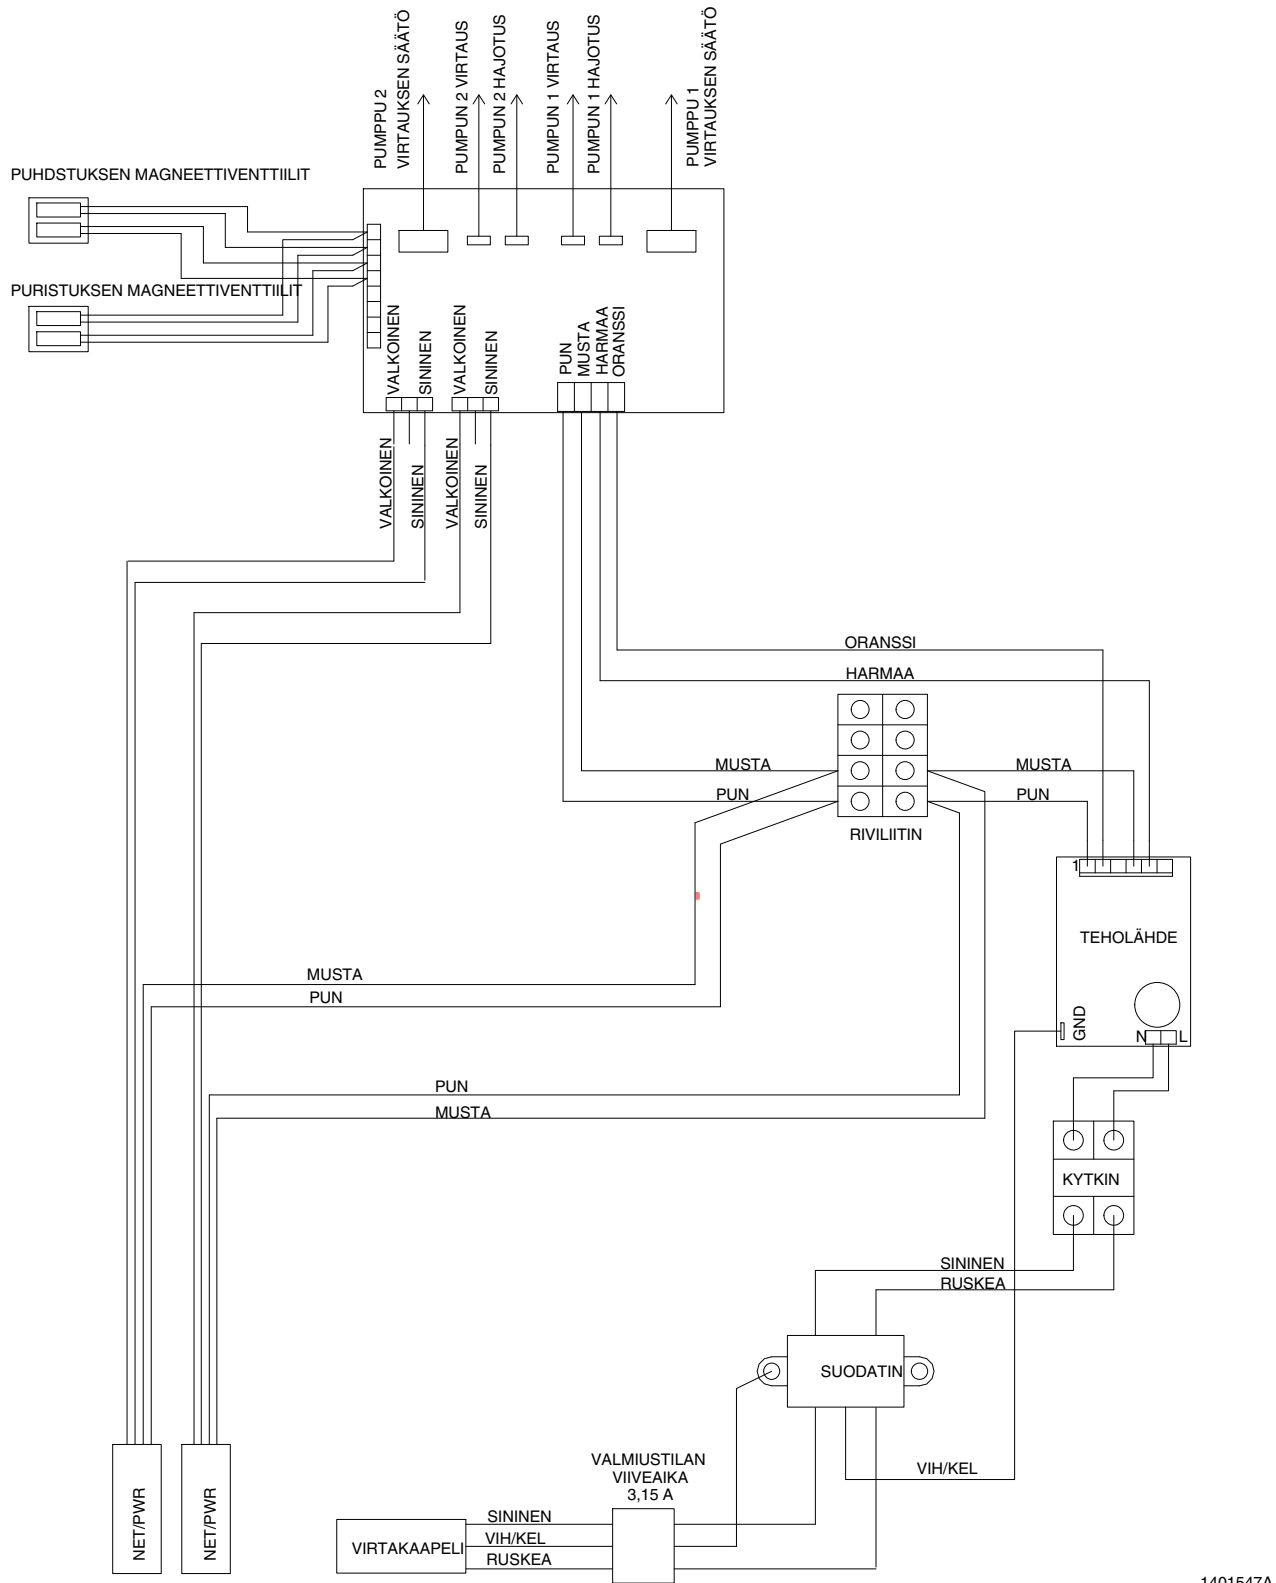 PUMPPU 2
VIRTAUKSEN SÄÄTÖ
PUMPUN 2 VIRTAUS
PUMPUN 2 HAJOTUS
PUMPUN 1 VIRTAUS
PUMPUN 1 HAJOTUS
PUMPPU 1
VIRTAUKSEN SÄÄTÖ
PUHDSTUKSEN MAGNEETTIVENTTIILIT
PURISTUKSEN MAGNEETTIVENTTIILIT
VALKOINEN
SININEN
VALKOINEN
SININEN
PUN
MUSTA
HARMAA
ORANSSI
VALKOINEN
SININEN
VALKOINEN
SININEN
ORANSSI
HARMAA
MUSTA
MUSTA
PUN
PUN
RIVILIITIN
1
TEHOLÄHDE
MUSTA
PUN
GND
N
L
PUN
MUSTA
KYTKIN
SININEN
RUSKEA
SUODATIN
VALMIUSTILAN
VIIVEAIKA
3,15 A
VIH/KEL
NET/PWR
NET/PWR
VIRTAKAAPELI
SININEN
VIH/KEL
RUSKEA
1401547A